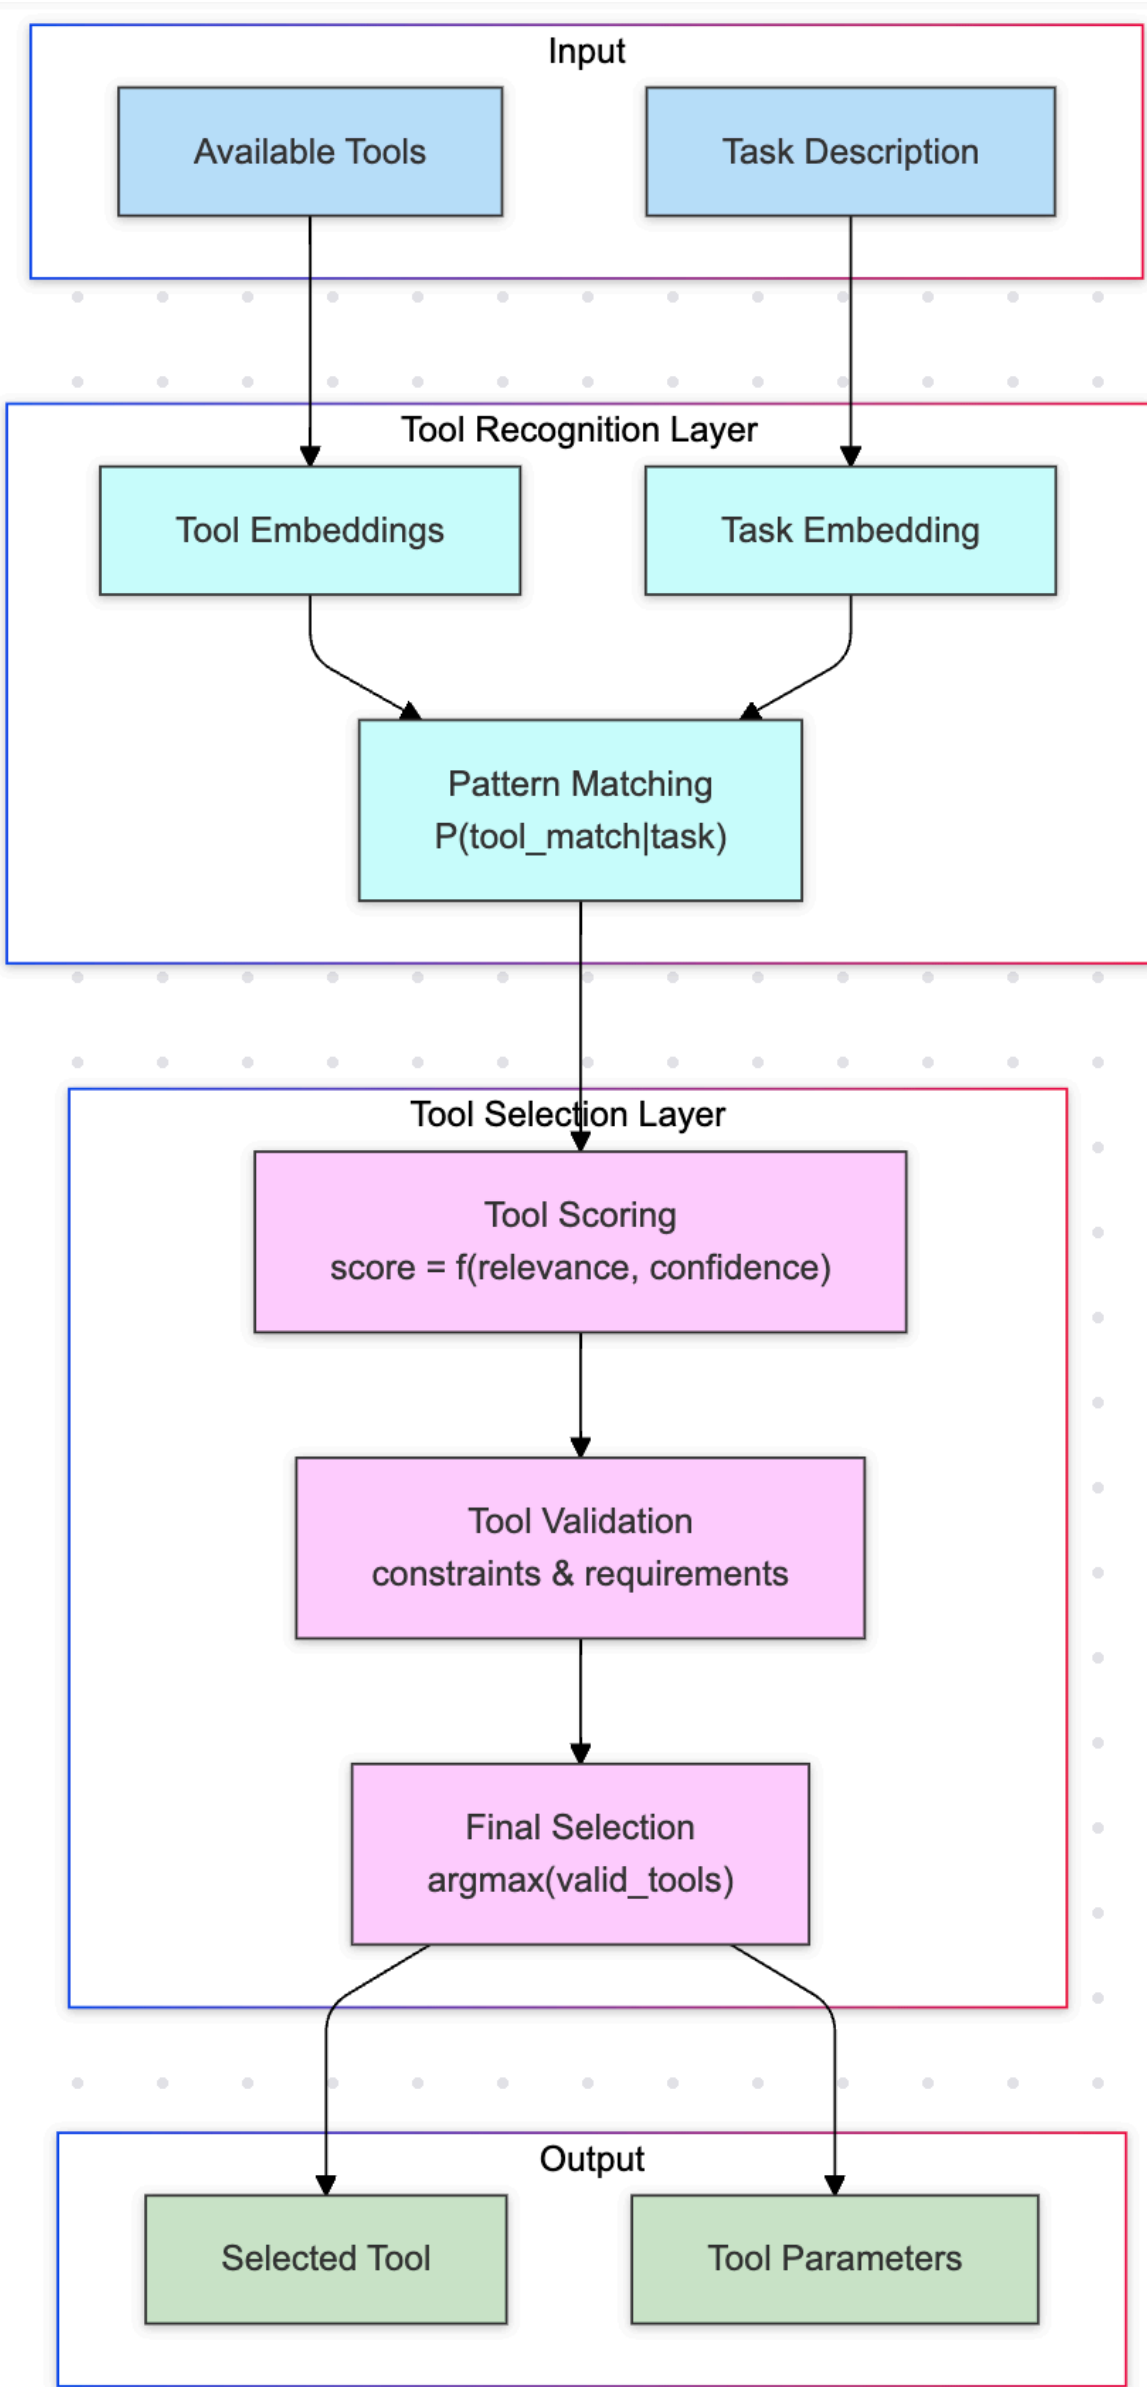 Input
Available Tools
Task Description
Tool Recognition Layer
Tool Embeddings
Task Embedding
Pattern Matching
P(tool_match|task)
Tool Selection Layer
Tool Scoring
score = f(relevance, confidence)
Tool Validation
constraints & requirements
Final Selection
argmax(valid_tools)
Output
Selected Tool
Tool Parameters